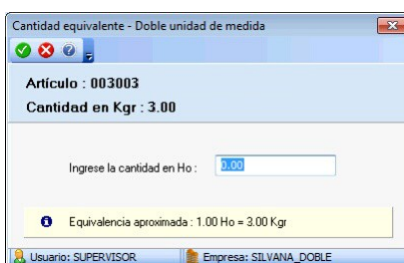 Cantidad equivalente - Doble unidad de medida
Artículo : 003003
Cantidad en Kgr : 3.00
Ingrese la cantidad en Ho : 0.00
Equivalencia aproximada : 1.00 Ho = 3.00 Kgr
Usuario: SUPERVISOR Empresa: SILVANA_DOBLE